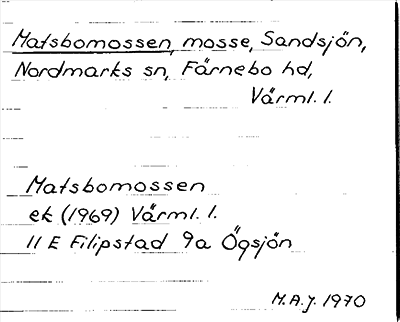 Matsbomossen, mosse, Sandsjön,
Nordmarks sn, Färnebo hd,
Värml. l.
Matsbomossen
ek (1969) Värml. l.
11 E Filipstad 9a Ögsjön
M.A.J. 1970